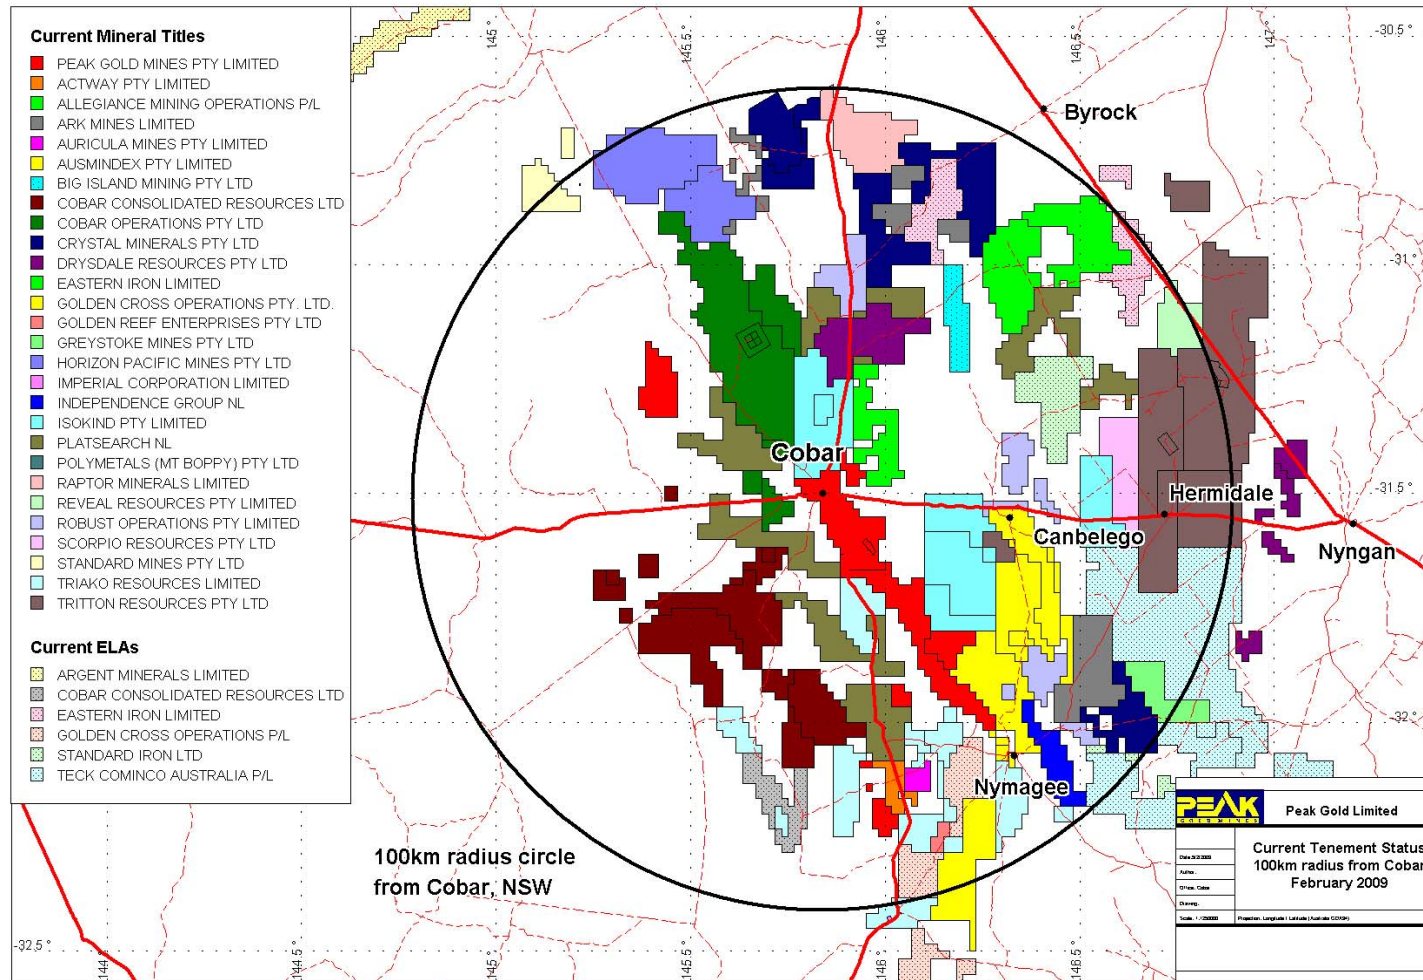 Current Mineral Titles
PEAK GOLD MINES PTY LIMITED
ACTWAY PTY LIMITED
ALLEGIANCE MINING OPERATIONS P/L
ARK MINES LIMITED
AURICULA MINES PTY LIMITED
AUSMINDEX PTY LIMITED
BIG ISLAND MINING PTY LTD
COBAR CONSOLIDATED RESOURCES LTD
COBAR OPERATIONS PTY LTD
CRYSTAL MINERALS PTY LTD
DRYSDALE RESOURCES PTY LTD
EASTERN IRON LIMITED
GOLDEN CROSS OPERATIONS PTY. LTD.
GOLDEN REEF ENTERPRISES PTY LTD
GREYSTOKE MINES PTY LTD
HORIZON PACIFIC MINES PTY LTD
IMPERIAL CORPORATION LIMITED
INDEPENDENCE GROUP NL
ISOKIND PTY LIMITED
PLATSEARCH NL
POLYMETALS (MT BOPPY) PTY LTD
RAPTOR MINERALS LIMITED
REVEAL RESOURCES PTY LIMITED
ROBUST OPERATIONS PTY LIMITED
SCORPIO RESOURCES PTY LTD
STANDARD MINES PTY LTD
TRIAKO RESOURCES LIMITED
TRITTON RESOURCES PTY LTD
Current ELAs
ARGENT MINERALS LIMITED
COBAR CONSOLIDATED RESOURCES LTD
EASTERN IRON LIMITED
GOLDEN CROSS OPERATIONS P/L
STANDARD IRON LTD
TECK COMINCO AUSTRALIA P/L
145 °
145.5 °
146 °
146.5 °
147 °
-30.5 °
Byrock
-31 °
Cobar
-31.5 °
Hermidale
Canbelego
Nyngan
-32 °
Nymagee
100km radius circle
from Cobar, NSW
-32.5 °
144 °
144.5 °
145 °
145.5 °
146 °
146.5 °
PEAK
GOLD MINES
Peak Gold Limited
Current Tenement Status
100km radius from Cobar
February 2009
Author:
Office: Cobar
Drawing: